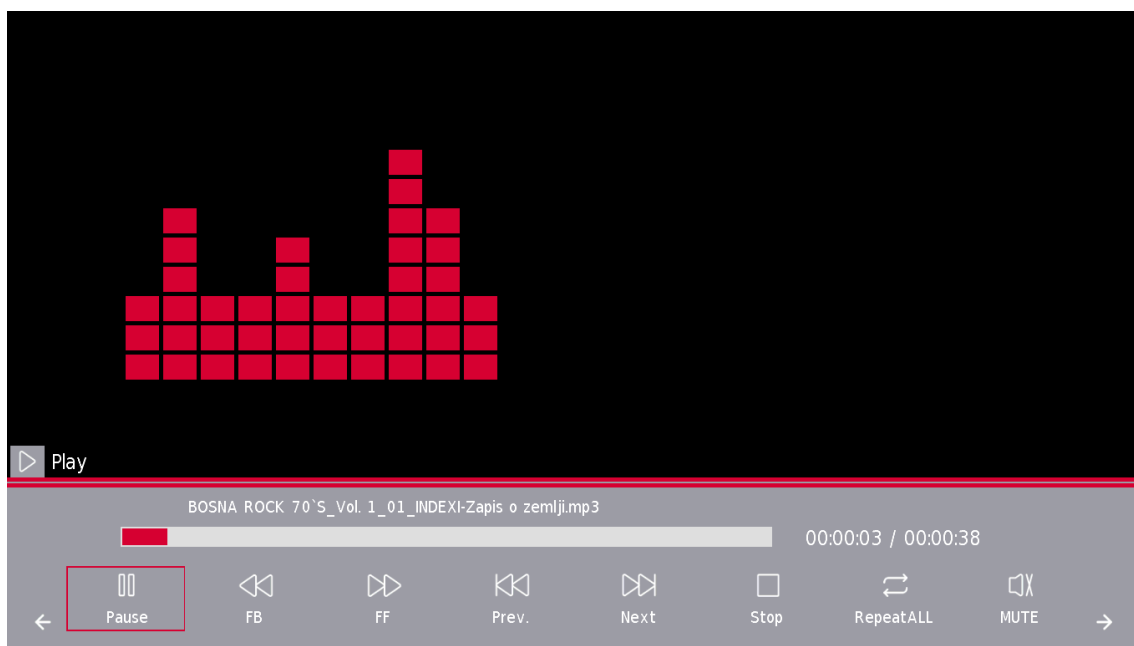 Play
BOSNA ROCK 70`S_Vol. 1_01_INDEXI-Zapis o zemlji.mp3
00:00:03 / 00:00:38
Pause FB FF Prev. Next Stop RepeatALL MUTE